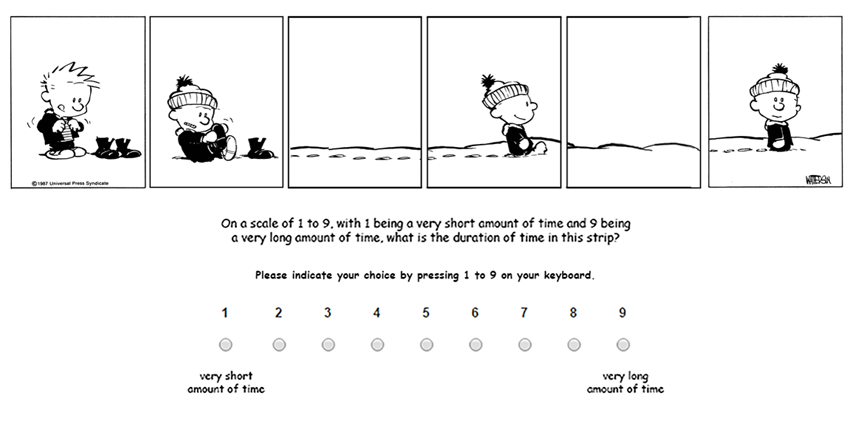 ©1987 Universal Press Syndicate
WATTERSON
On a scale of 1 to 9, with 1 being a very short amount of time and 9 being
a very long amount of time, what is the duration of time in this strip?
Please indicate your choice by pressing 1 to 9 on your keyboard.
1 2 3 4 5 6 7 8 9
very short very long
amount of time amount of time